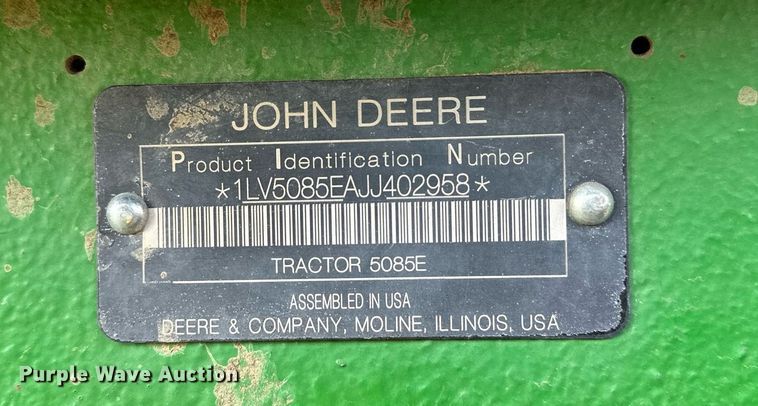 JOHN DEERE
Product Identification Number
*1LV5085EAJJ402958*
TRACTOR 5085E
ASSEMBLED IN USA
DEERE & COMPANY, MOLINE, ILLINOIS, USA
Purple Wave Auction